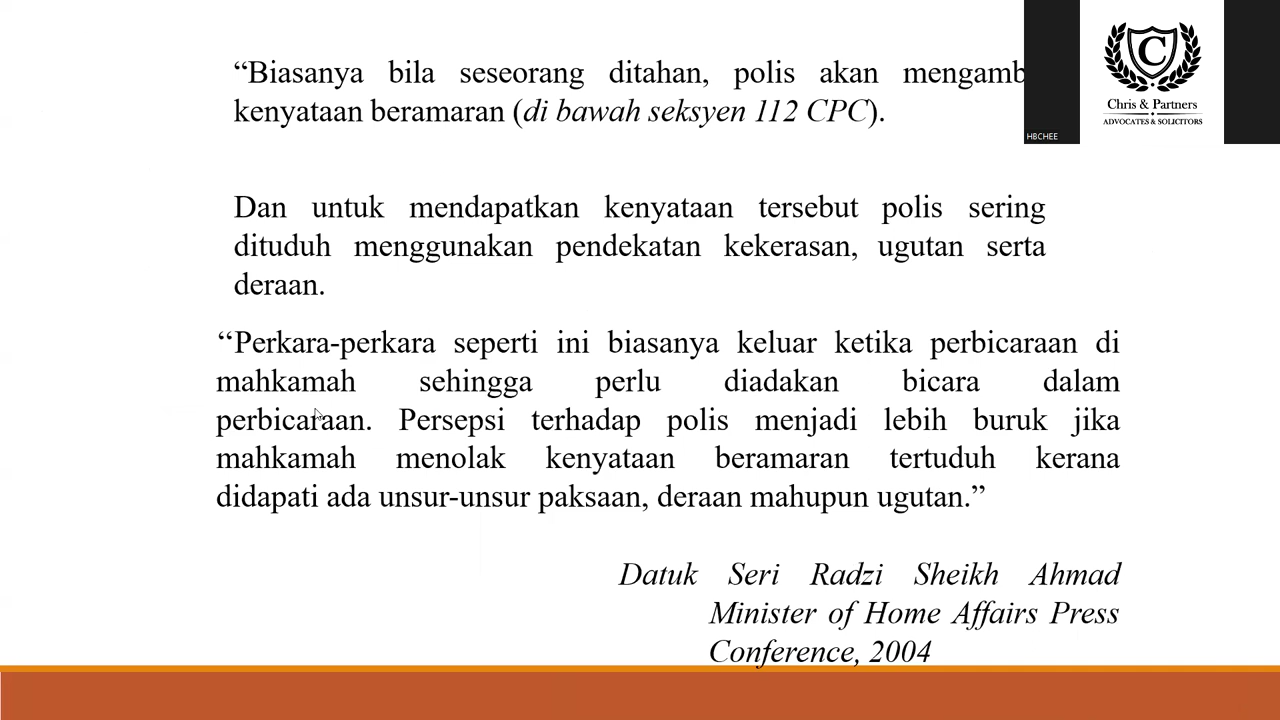 “Biasanya bila seseorang ditahan, polis akan
kenyataan beramaran (di bawah seksyen 112 CPC).
Dan untuk mendapatkan kenyataan tersebut polis sering
dituduh menggunakan pendekatan kekerasan, ugutan serta
deraan.
“Perkara-perkara seperti ini biasanya keluar ketika perbicaraan di
mahkamah sehingga perlu diadakan bicara dalam
perbicaraan. Persepsi terhadap polis menjadi lebih buruk jika
mahkamah menolak kenyataan beramaran tertuduh kerana
didapati ada unsur-unsur paksaan, deraan mahupun ugutan.”
Datuk Seri Radzi Sheikh Ahmad
Minister of Home Affairs Press
Conference, 2004
C
Chris & Partners
ADVOCATES & SOLICITORS
HBCHEE